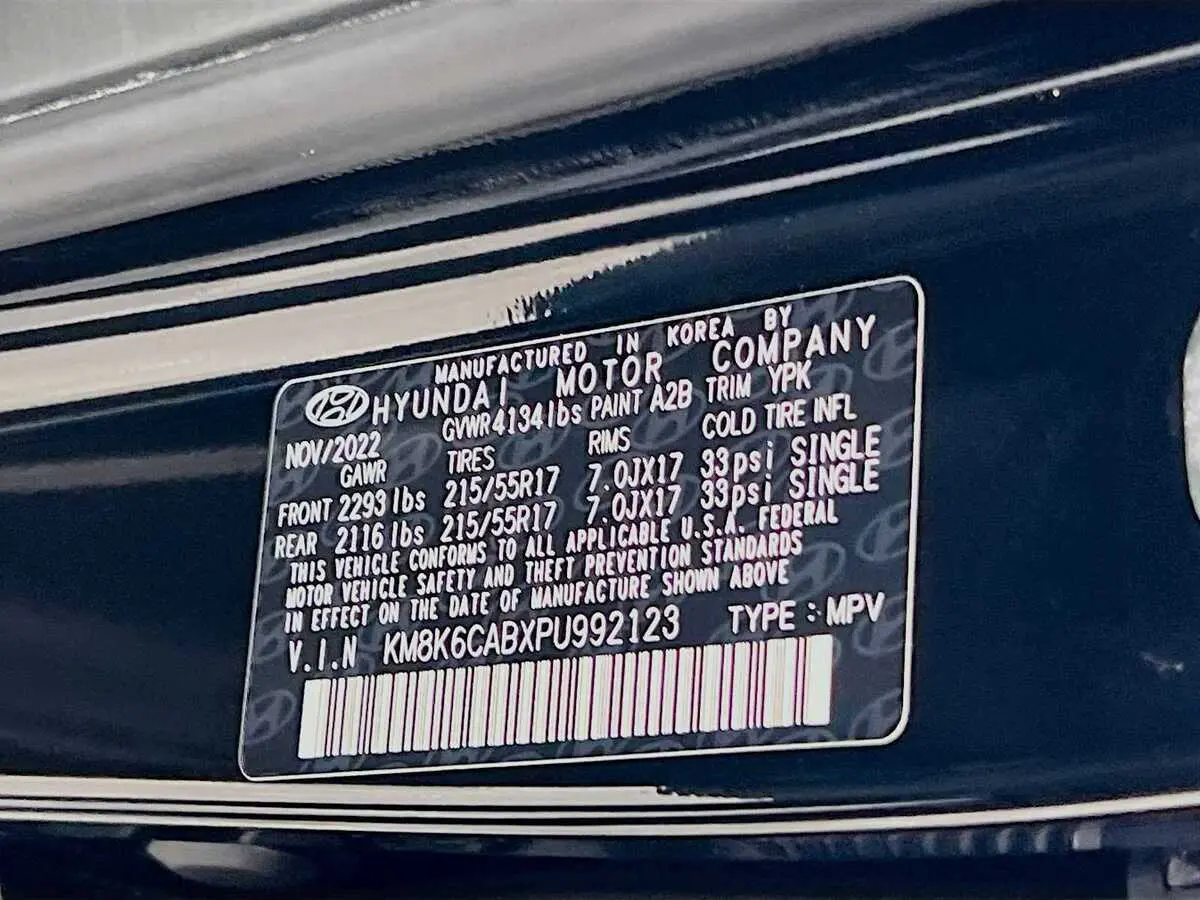 MANUFACTURED IN KOREA BY
HYUNDAI MOTOR COMPANY
NOV/2022 GVWR 4134 lbs PAINT A2B TRIM YPK
GAWR TIRES RIMS COLD TIRE INFL
FRONT 2293 lbs 215/55R17 7.0JX17 33psi SINGLE
REAR 2116 lbs 215/55R17 7.0JX17 33psi SINGLE
THIS VEHICLE CONFORMS TO ALL APPLICABLE U.S.A. FEDERAL
MOTOR VEHICLE SAFETY AND THEFT PREVENTION STANDARDS
IN EFFECT ON THE DATE OF MANUFACTURE SHOWN ABOVE
V.I.N KM8K6CABXPU992123 TYPE : MPV